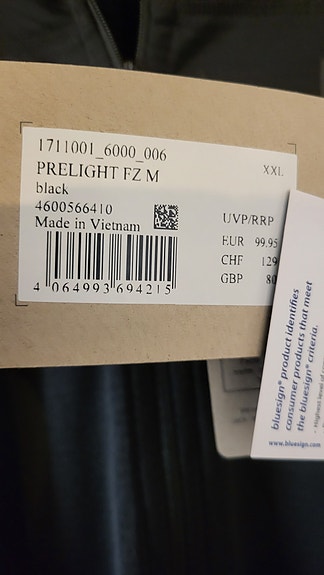 1711001_6000_006
PRELIGHT FZ M
XXL
black
4600566410
Made in Vietnam
UVP/RRP
EUR 99.95
CHF 129
GBP 80
4 064993 694215
bluesign® product identifies
consumer products that meet
the bluesign® criteria.
www.bluesign.com